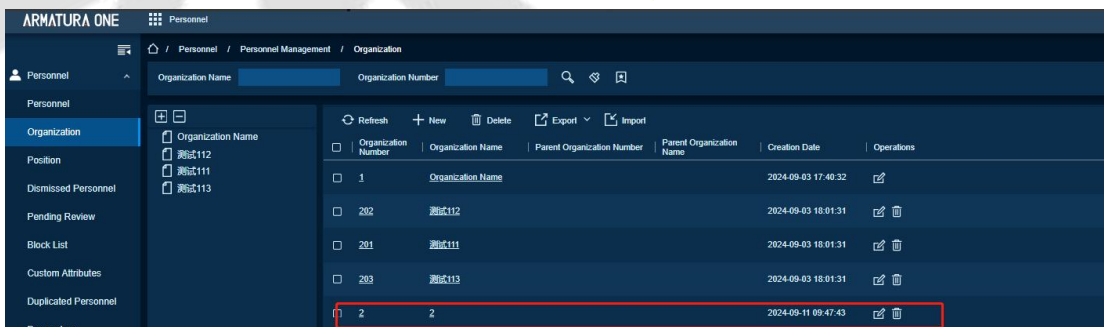 ARMATURA ONE
Personnel
/ Personnel / Personnel Management / Organization
Personnel
Organization Name
Organization Number
Personnel
Organization
Position
Dismissed Personnel
Pending Review
Block List
Custom Attributes
Duplicated Personnel
Organization Name
测试112
测试111
测试113
Refresh New Delete Export Import
Organization Number Organization Name Parent Organization Number Parent Organization Name Creation Date Operations
1 Organization Name 2024-09-03 17:40:32
202 测试112 2024-09-03 18:01:31
201 测试111 2024-09-03 18:01:31
203 测试113 2024-09-03 18:01:31
2 2 2024-09-11 09:47:43